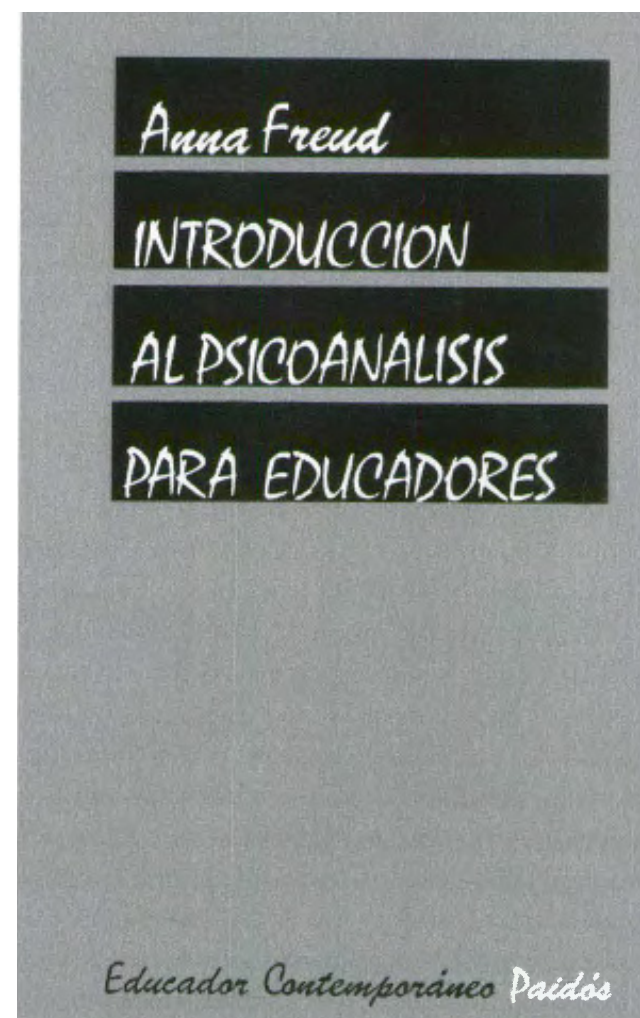 Anna Freud
INTRODUCCION
AL PSICOANALISIS
PARA EDUCADORES
Educador Contemporáneo Paidós